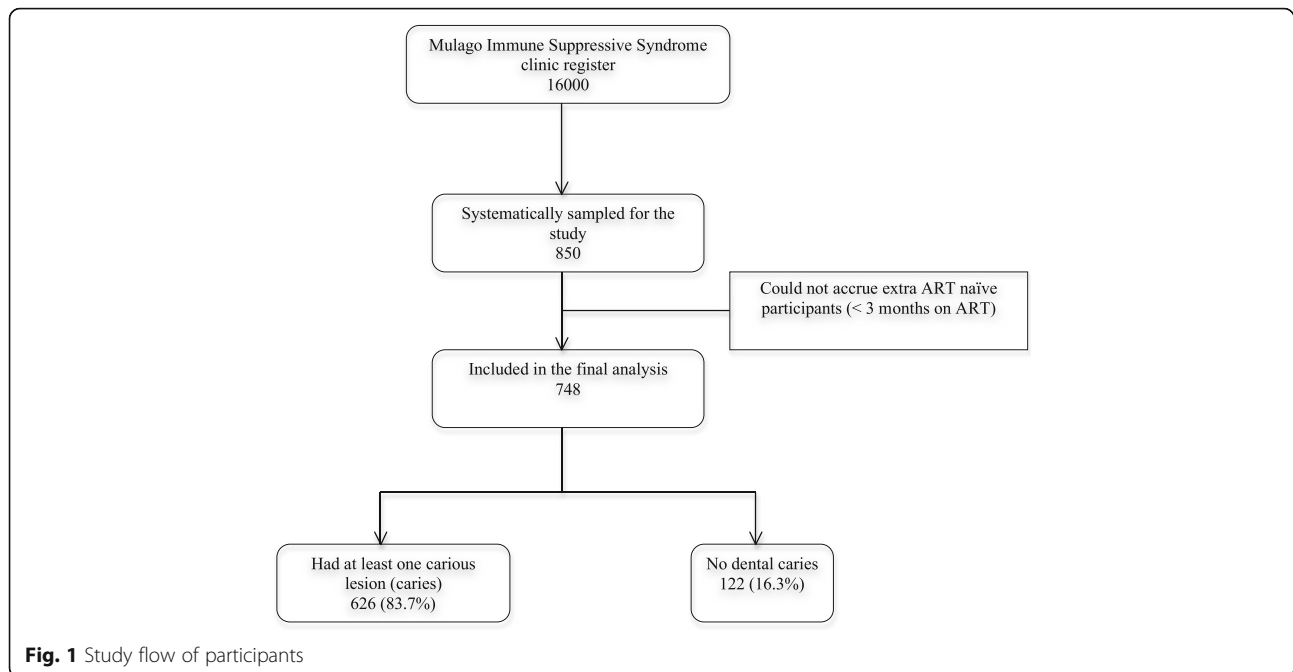 Mulago Immune Suppressive Syndrome
clinic register
16000
Systematically sampled for the
study
850
Could not accrue extra ART naïve
participants (< 3 months on ART)
Included in the final analysis
748
Had at least one carious
lesion (caries)
626 (83.7%)
No dental caries
122 (16.3%)
Fig. 1 Study flow of participants